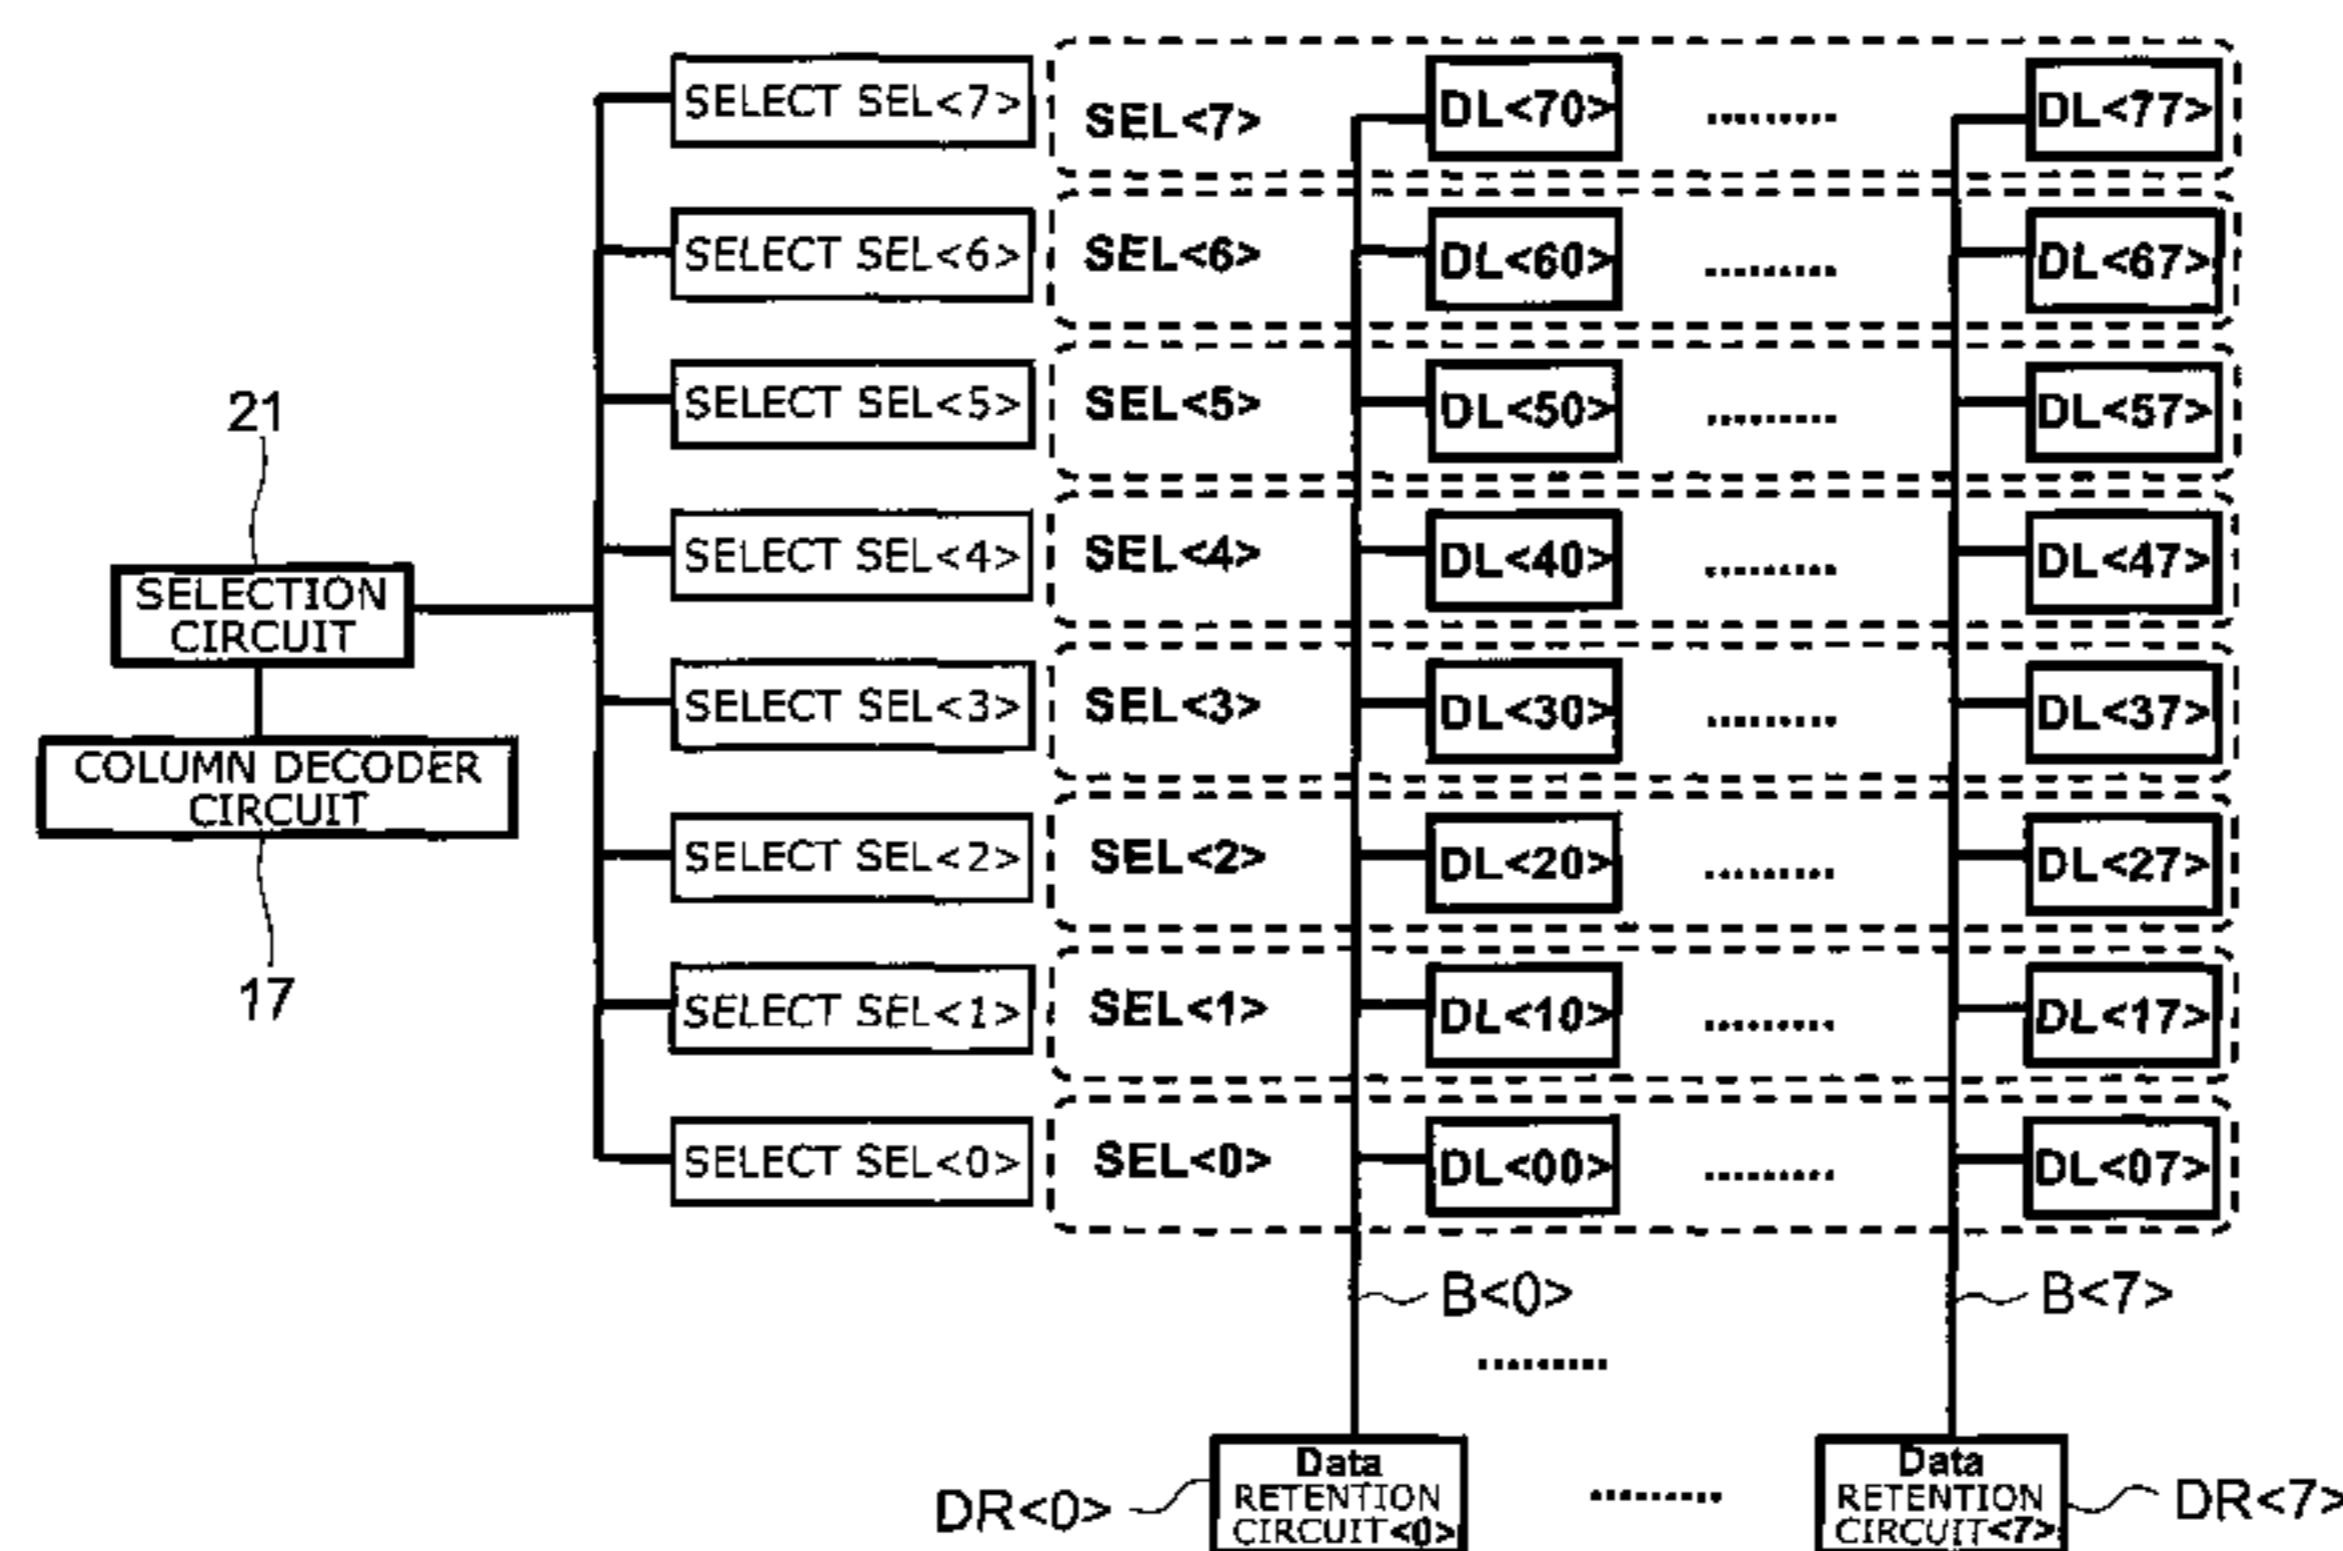 SELECT SEL<7> SEL<7> DL<70> ········· DL<77>
SELECT SEL<6> SEL<6> DL<60> ········· DL<67>
SELECT SEL<5> SEL<5> DL<50> ········· DL<57>
21
SELECT SEL<4> SEL<4> DL<40> ········· DL<47>
SELECTION
CIRCUIT
SELECT SEL<3> SEL<3> DL<30> ········· DL<37>
COLUMN DECODER
CIRCUIT
SELECT SEL<2> SEL<2> DL<20> ········· DL<27>
17
SELECT SEL<1> SEL<1> DL<10> ········· DL<17>
SELECT SEL<0> SEL<0> DL<00> ········· DL<07>
B<0> B<7>
·········
DR<0>
Data
RETENTION
CIRCUIT<0>
·········
Data
RETENTION
CIRCUIT<7>
DR<7>